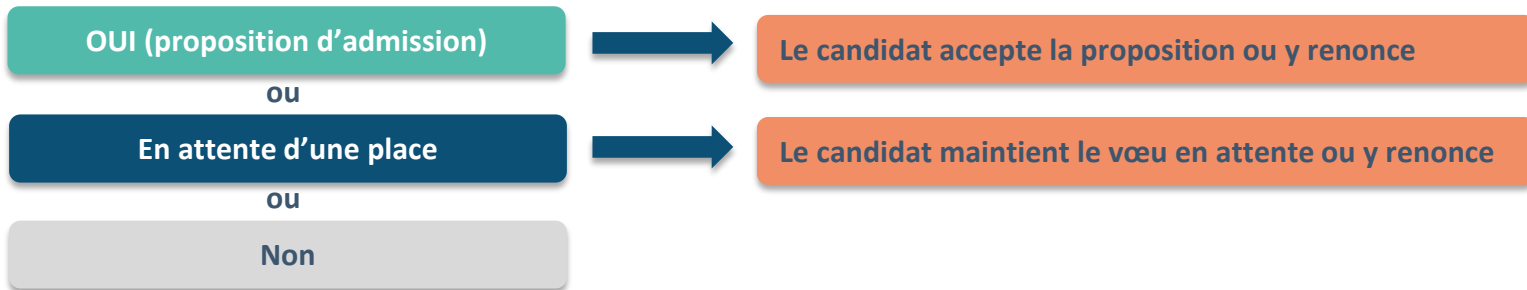 OUI (proposition d’admission)
Le candidat accepte la proposition ou y renonce
ou
En attente d’une place
Le candidat maintient le vœu en attente ou y renonce
ou
Non